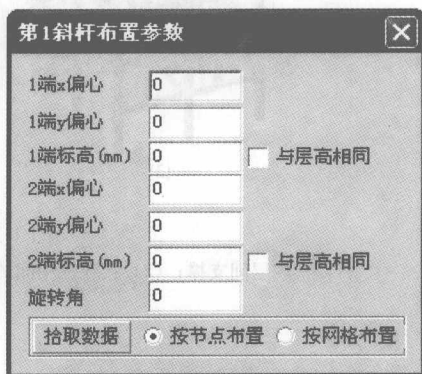 第1斜杆布置参数
1端x偏心 0
1端y偏心 0
1端标高(mm) 0 与层高相同
2端x偏心 0
2端y偏心 0
2端标高(mm) 0 与层高相同
旋转角 0
拾取数据 按节点布置 按网格布置